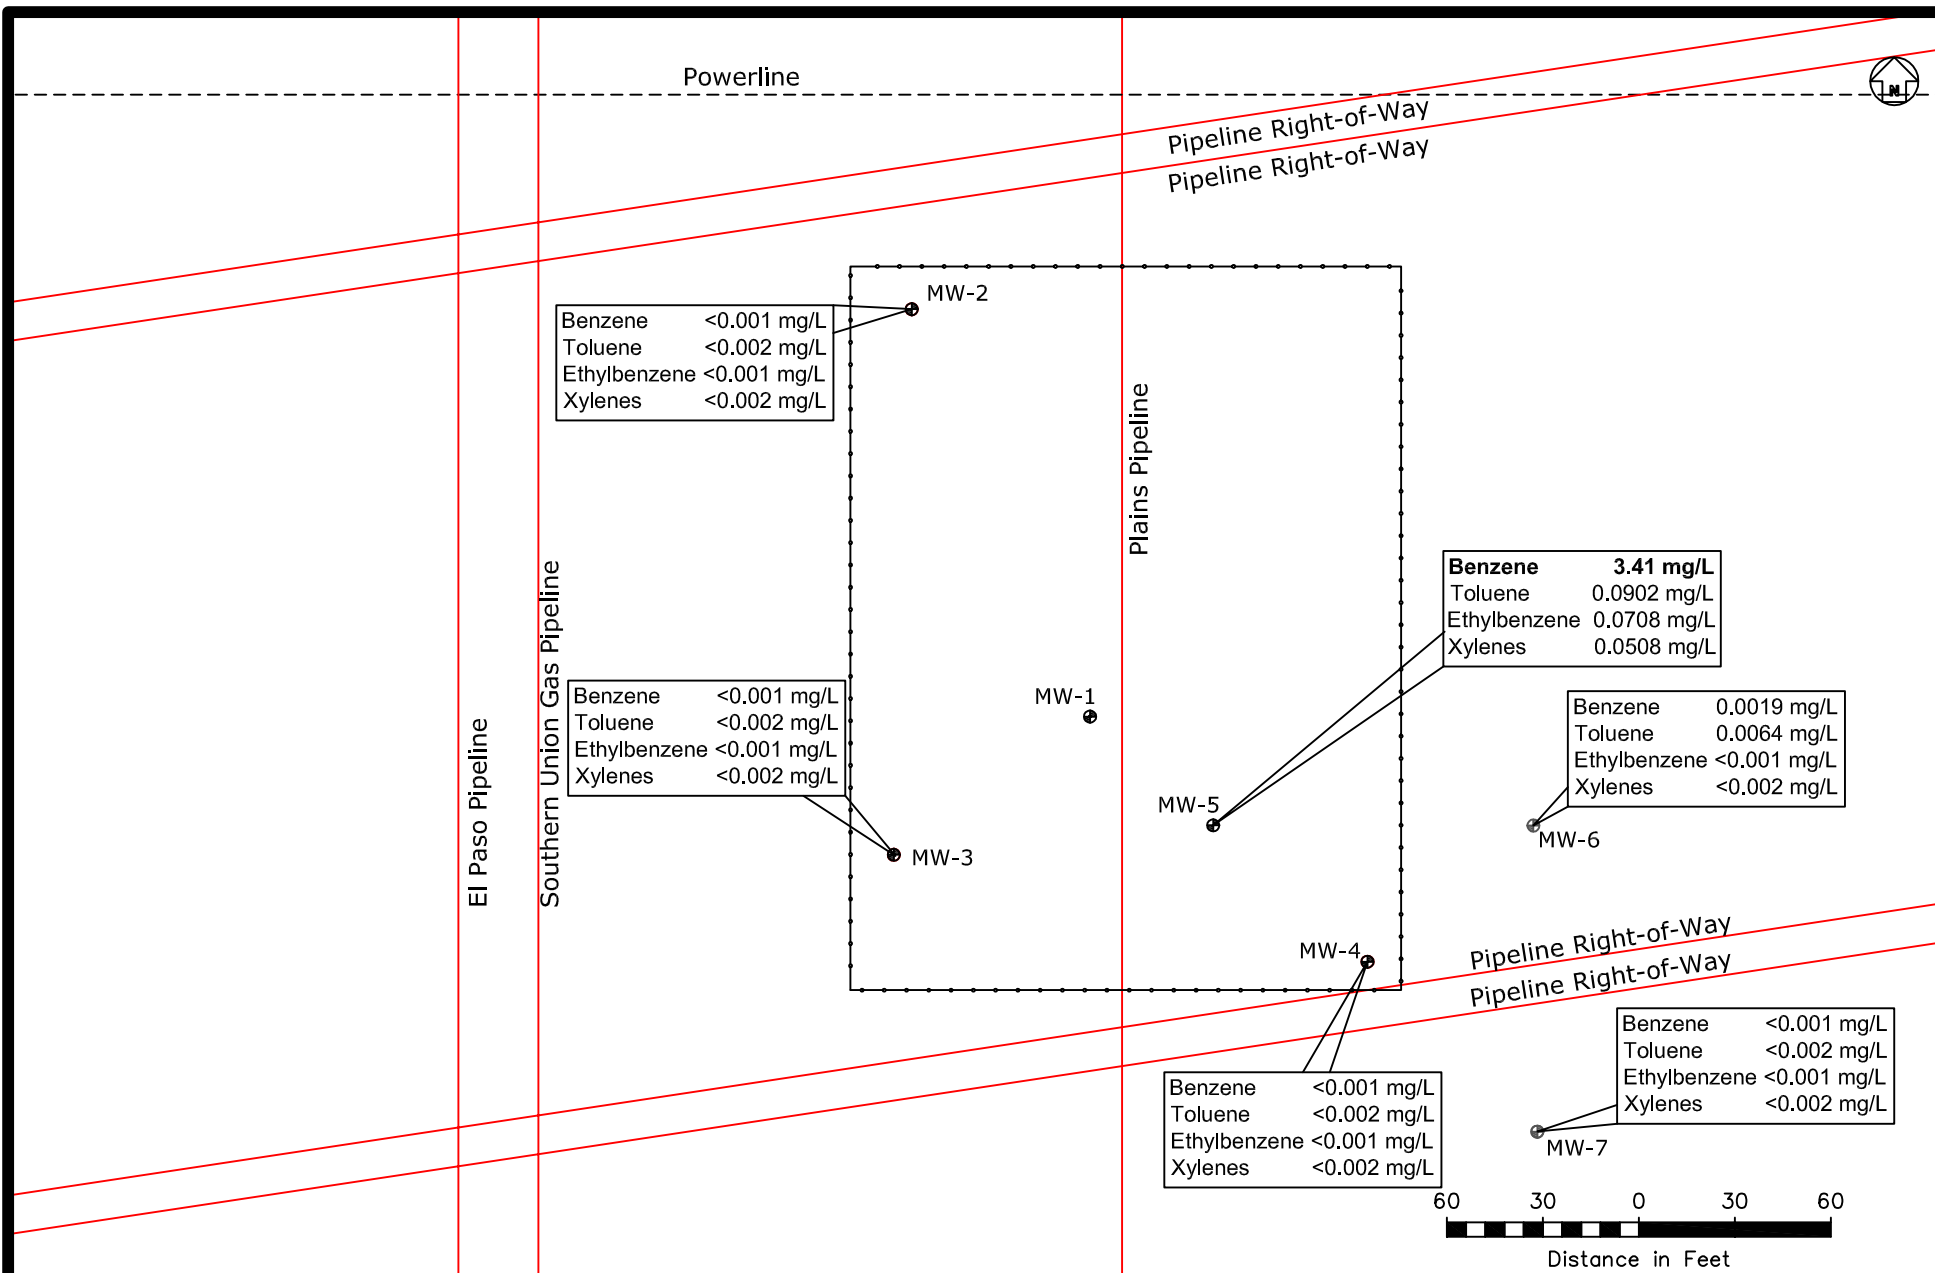 Powerline
N
Pipeline Right-of-Way
Pipeline Right-of-Way
MW-2
Benzene <0.001 mg/L
Toluene <0.002 mg/L
Ethylbenzene <0.001 mg/L
Xylenes <0.002 mg/L
Plains Pipeline
Benzene 3.41 mg/L
Toluene 0.0902 mg/L
Ethylbenzene 0.0708 mg/L
Xylenes 0.0508 mg/L
El Paso Pipeline
Southern Union Gas Pipeline
Benzene <0.001 mg/L
Toluene <0.002 mg/L
Ethylbenzene <0.001 mg/L
Xylenes <0.002 mg/L
MW-1
Benzene 0.0019 mg/L
Toluene 0.0064 mg/L
Ethylbenzene <0.001 mg/L
Xylenes <0.002 mg/L
MW-5
MW-6
MW-3
Pipeline Right-of-Way
Pipeline Right-of-Way
MW-4
Benzene <0.001 mg/L
Toluene <0.002 mg/L
Ethylbenzene <0.001 mg/L
Xylenes <0.002 mg/L
Benzene <0.001 mg/L
Toluene <0.002 mg/L
Ethylbenzene <0.001 mg/L
Xylenes <0.002 mg/L
MW-7
60 30 0 30 60
Distance in Feet